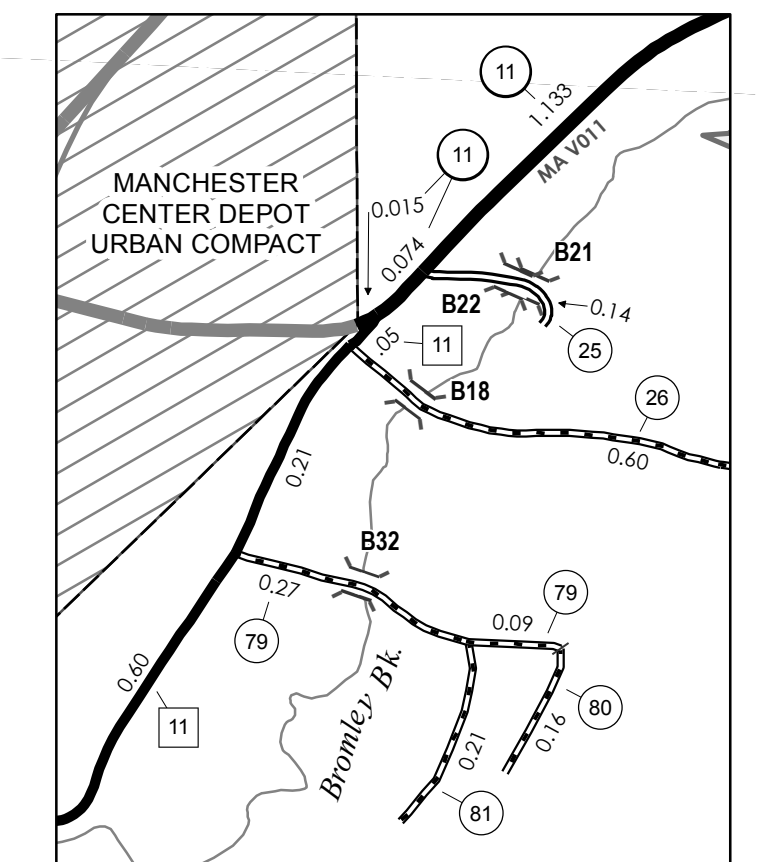 11
1.133
11
MANCHESTER
CENTER DEPOT
URBAN COMPACT
MA V011
0.015
0.074
B21
B22
0.14
.05
11
25
B18
26
0.60
0.21
B32
0.27
79
0.09
79
0.60
11
80
0.16
Bromley Bk.
0.21
81